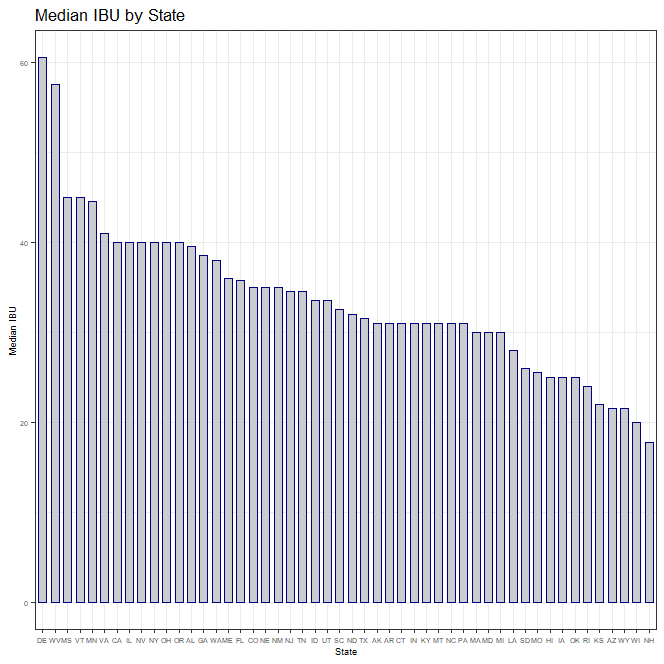 Median IBU by State
60
40
20
0
Median IBU
DE WV MS VT MN VA CA IL NV NY OH OR AL GA WA ME FL CO NE NM NJ TN ID UT SC ND TX AK AR CT IN KY MT NC PA MA MD MI LA SD MO HI IA OK RI KS AZ WY WI NH
State